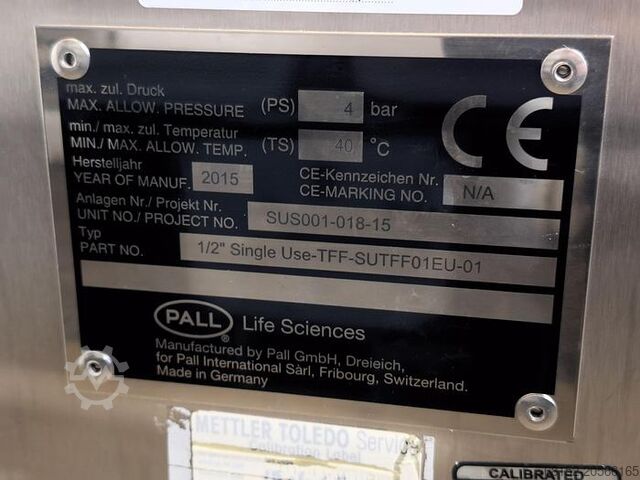 max. zul. Druck
MAX. ALLOW. PRESSURE (PS) 4 bar
min./ max. zul. Temperatur
MIN./ MAX. ALLOW. TEMP. (TS) 40 °C
Herstelljahr
YEAR OF MANUF. 2015
CE-Kennzeichen Nr.
CE-MARKING NO. N/A
CE
Anlagen Nr./ Projekt Nr.
UNIT NO./ PROJECT NO. SUS001-018-15
Typ
PART NO. 1/2" Single Use-TFF-SUTFF01EU-01
PALL ® Life Sciences
Manufactured by Pall GmbH, Dreieich,
for Pall International Sàrl, Fribourg, Switzerland.
Made in Germany
METTLER TOLEDO Service
Calibration Label
CALIBRATED